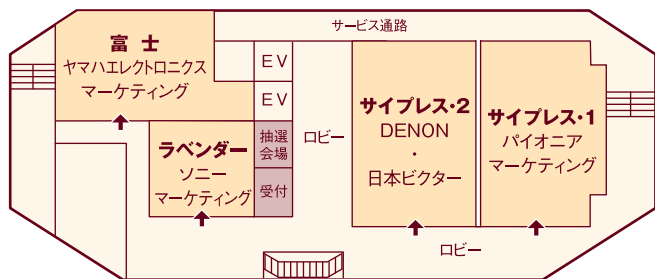 サービス通路
富士
ヤマハエレクトロニクス
マーケティング
EV
EV
抽選
会場
受付
ラベンダー
ソニー
マーケティング
ロビー
サイプレス・2
DENON
・
日本ビクター
サイプレス・1
パイオニア
マーケティング
ロビー